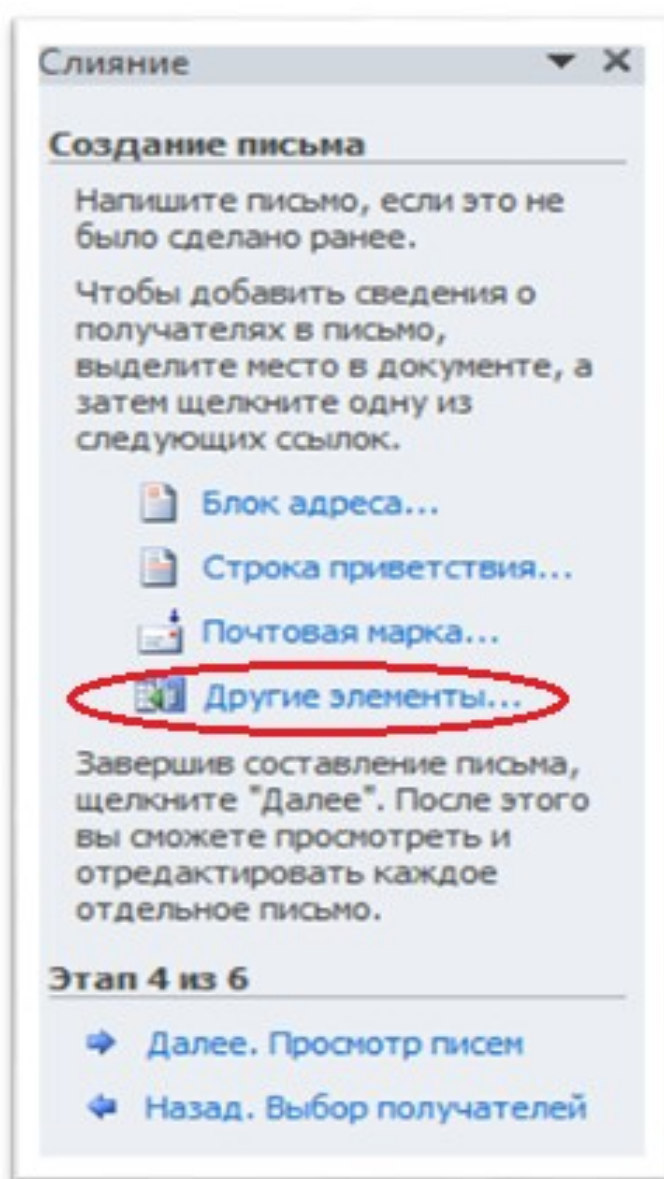 Слияние
Создание письма
Напишите письмо, если это не
было сделано ранее.
Чтобы добавить сведения о
получателях в письмо,
выделите место в документе, а
затем щелкните одну из
следующих ссылок.
Блок адреса...
Строка приветствия...
Почтовая марка...
Другие элементы...
Завершив составление письма,
щелкните "Далее". После этого
вы сможете просмотреть и
отредактировать каждое
отдельное письмо.
Этап 4 из 6
Далее. Просмотр писем
Назад. Выбор получателей